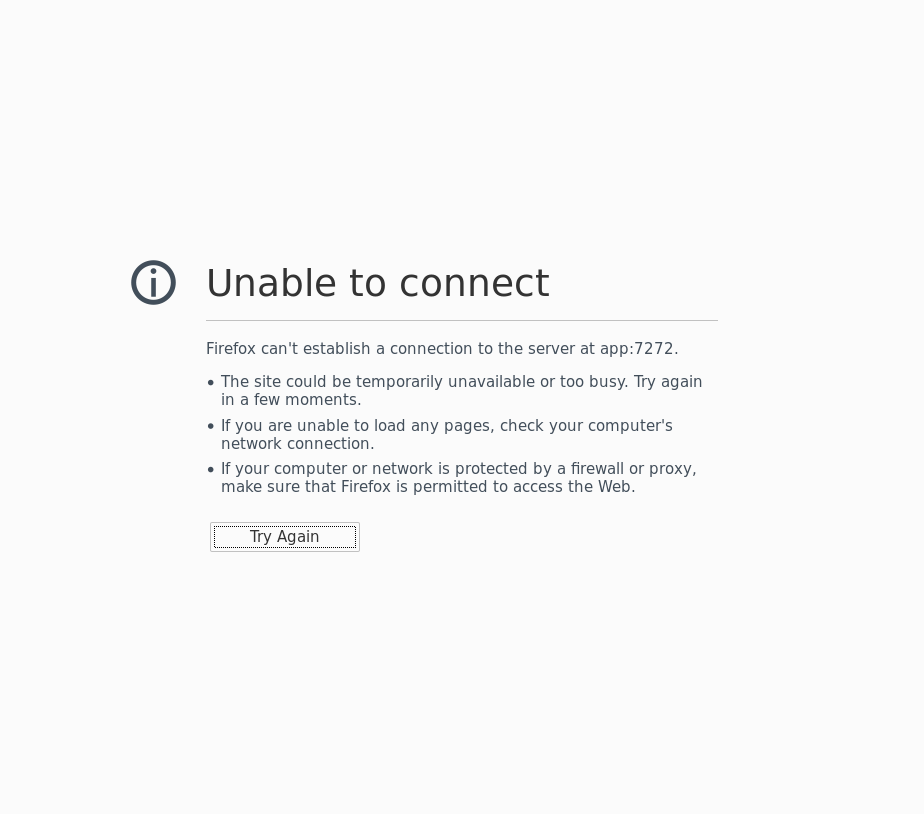 Unable to connect
Firefox can't establish a connection to the server at app:7272.
• The site could be temporarily unavailable or too busy. Try again
in a few moments.
• If you are unable to load any pages, check your computer's
network connection.
• If your computer or network is protected by a firewall or proxy,
make sure that Firefox is permitted to access the Web.
Try Again